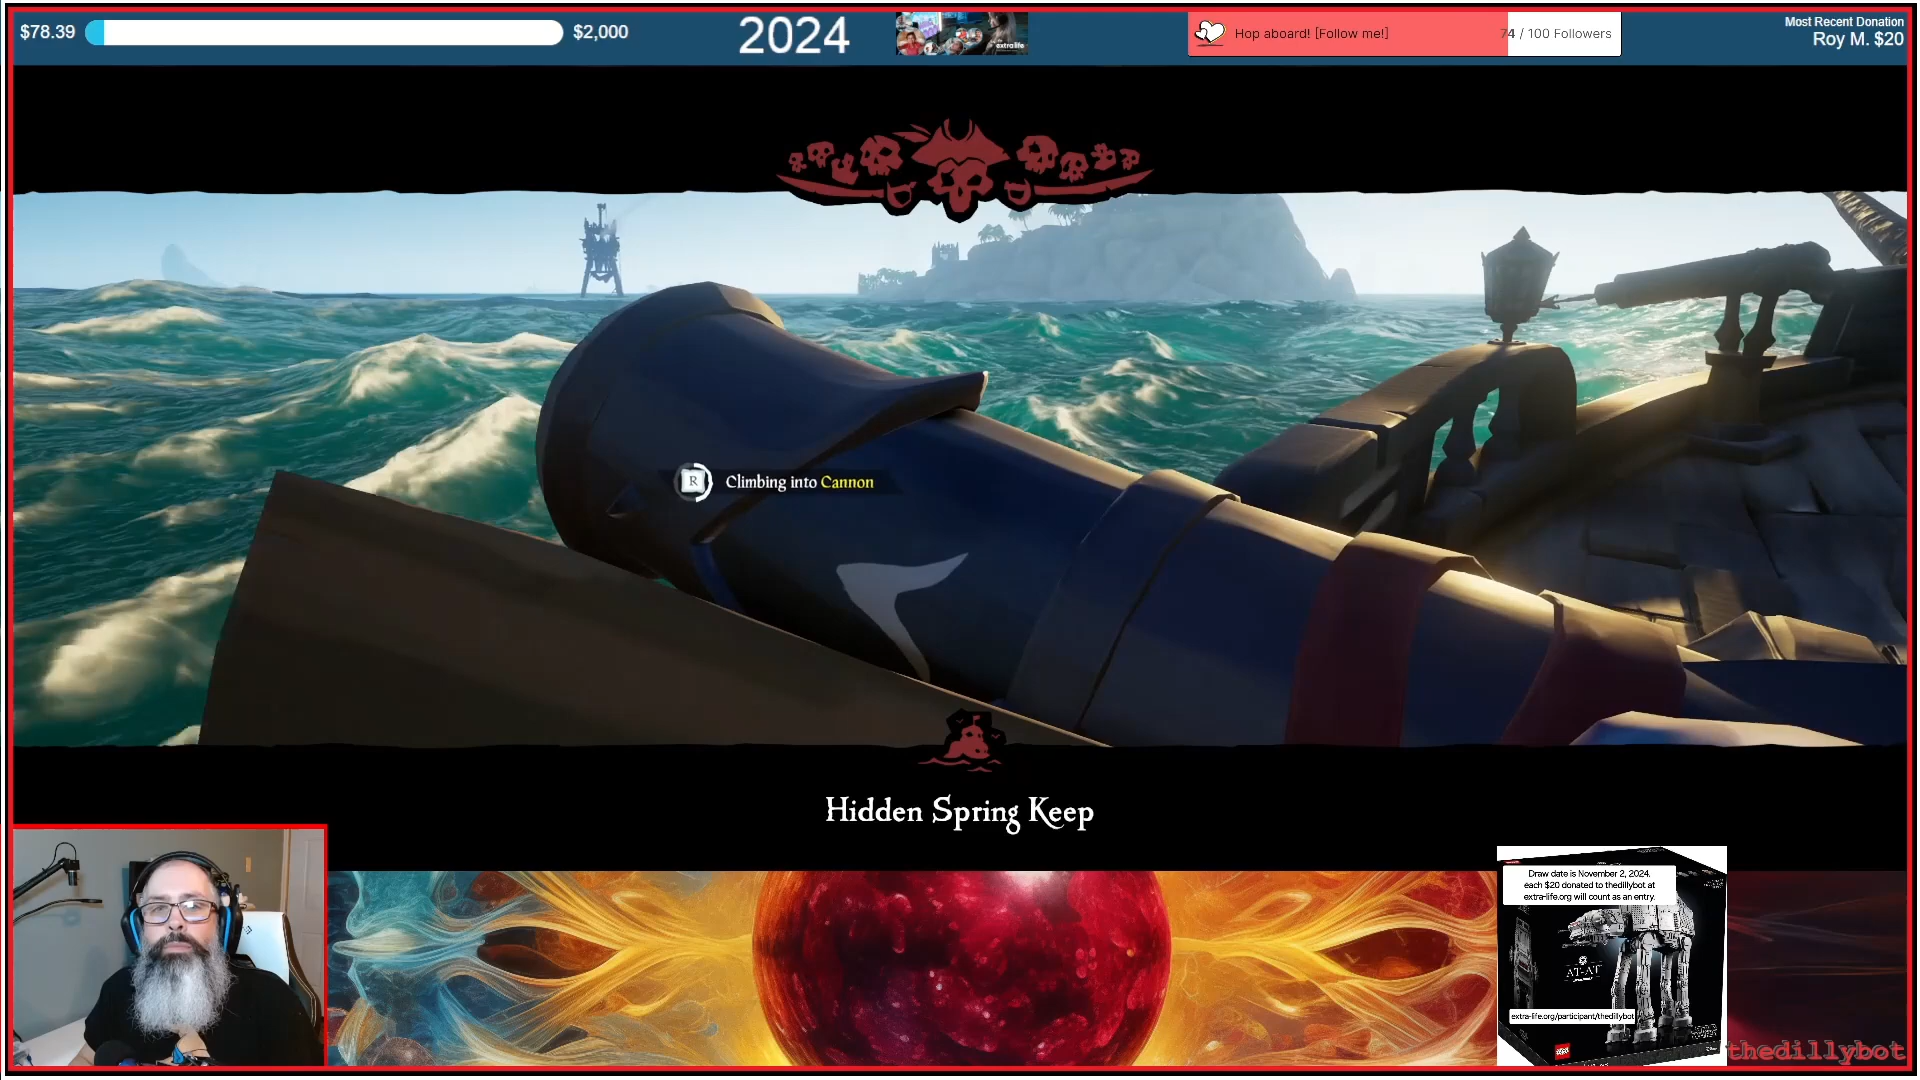 $78.39
$2,000
2024
extralife
Hop aboard! [Follow me!]
74 / 100 Followers
Most Recent Donation
Roy M. $20
R
Climbing into Cannon
Hidden Spring Keep
Draw date is November 2, 2024.
each $20 donated to thedillybot at
extra-life.org will count as an entry.
AT-AT
extra-life.org/participant/thedillybot
LEGO
thedillybot